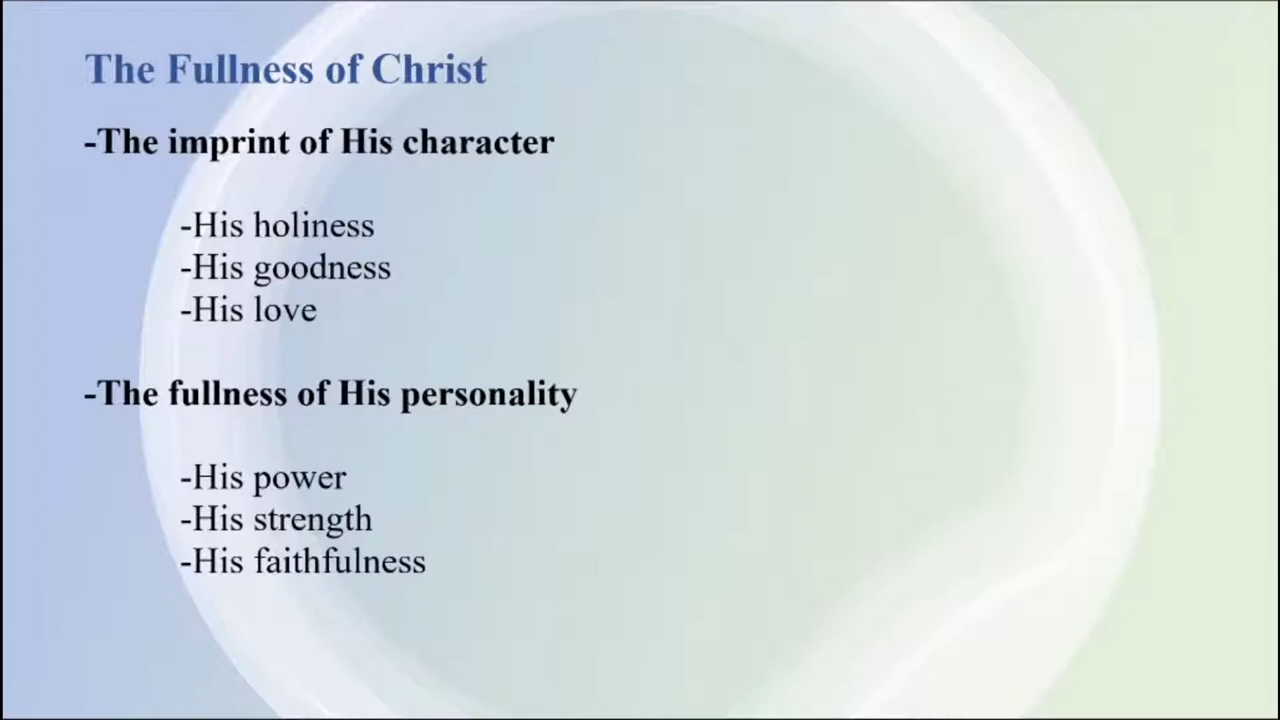 The Fullness of Christ
-The imprint of His character
-His holiness
-His goodness
-His love
-The fullness of His personality
-His power
-His strength
-His faithfulness